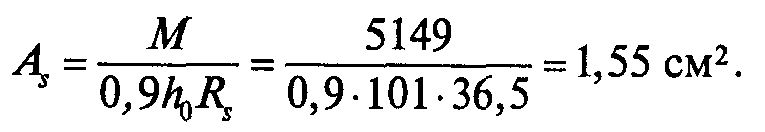 A_s = M / 0,9h_0R_s = 5149 / 0,9·101·36,5 = 1,55 см².